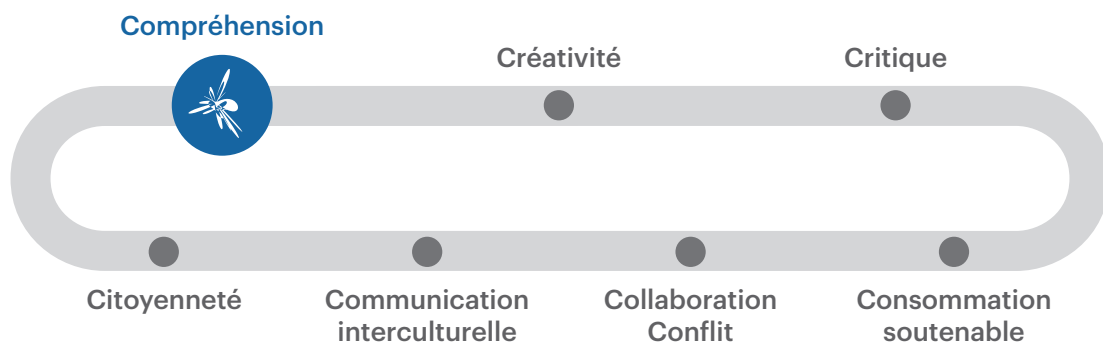 Compréhension
Créativité
Critique
Citoyenneté
Communication
interculturelle
Collaboration
Conflit
Consommation
soutenable